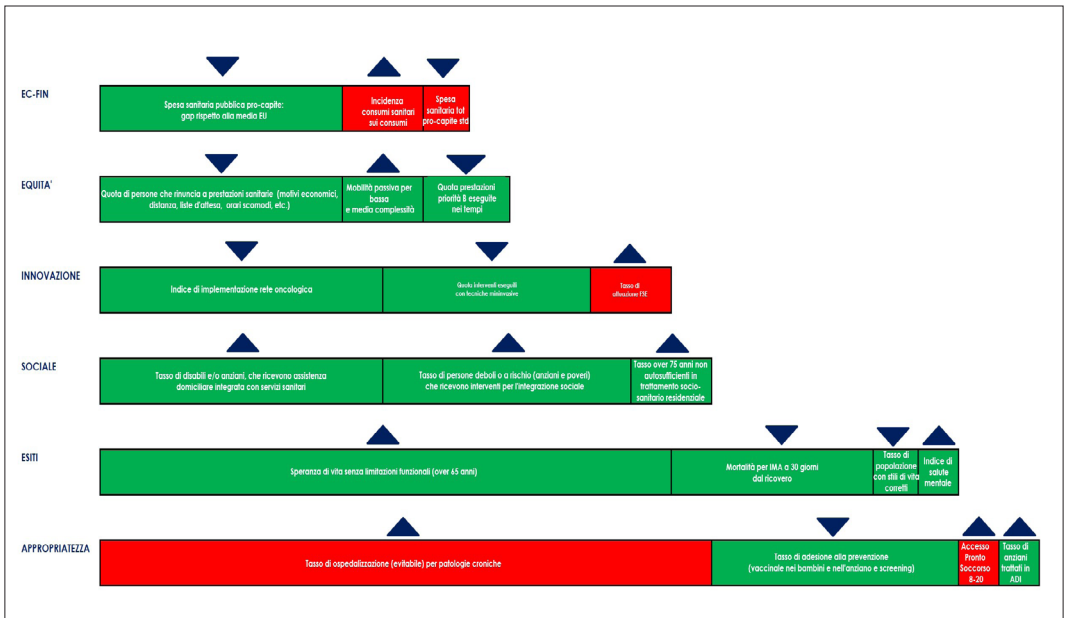 EC-FIN
Spesa sanitaria pubblica pro-capite:
gap rispetto alla media EU
Incidenza
consumi sanitari
sui consumi
Spesa
sanitaria tot
pro-capite std
EQUITA'
Quota di persone che rinuncia a prestazioni sanitarie (motivi economici,
distanza, liste d'attesa, orari scomodi, etc.)
Mobilità passiva per
bassa
e media complessità
Quota prestazioni
priorità B eseguite
nei tempi
INNOVAZIONE
Indice di implementazione rete oncologica
Quota interventi eseguiti
con tecniche mininvasive
Tasso di
attivazione FSE
SOCIALE
Tasso di disabili e/o anziani, che ricevono assistenza
domiciliare integrata con servizi sanitari
Tasso di persone deboli o a rischio (anziani e poveri)
che ricevono interventi per l'integrazione sociale
Tasso over 75 anni non
autosufficienti in
trattamento socio-
sanitario residenziale
ESITI
Speranza di vita senza limitazioni funzionali (over 65 anni)
Mortalità per IMA a 30 giorni
dal ricovero
Tasso di
popolazione
con stili di vita
corretti
Indice di
salute
mentale
APPROPRIATEZZA
Tasso di ospedalizzazione (evitabile) per patologie croniche
Tasso di adesione alla prevenzione
(vaccinale nei bambini e nell'anziano e screening)
Accesso
Pronto
Soccorso
8-20
Tasso di
anziani
trattati in
ADI